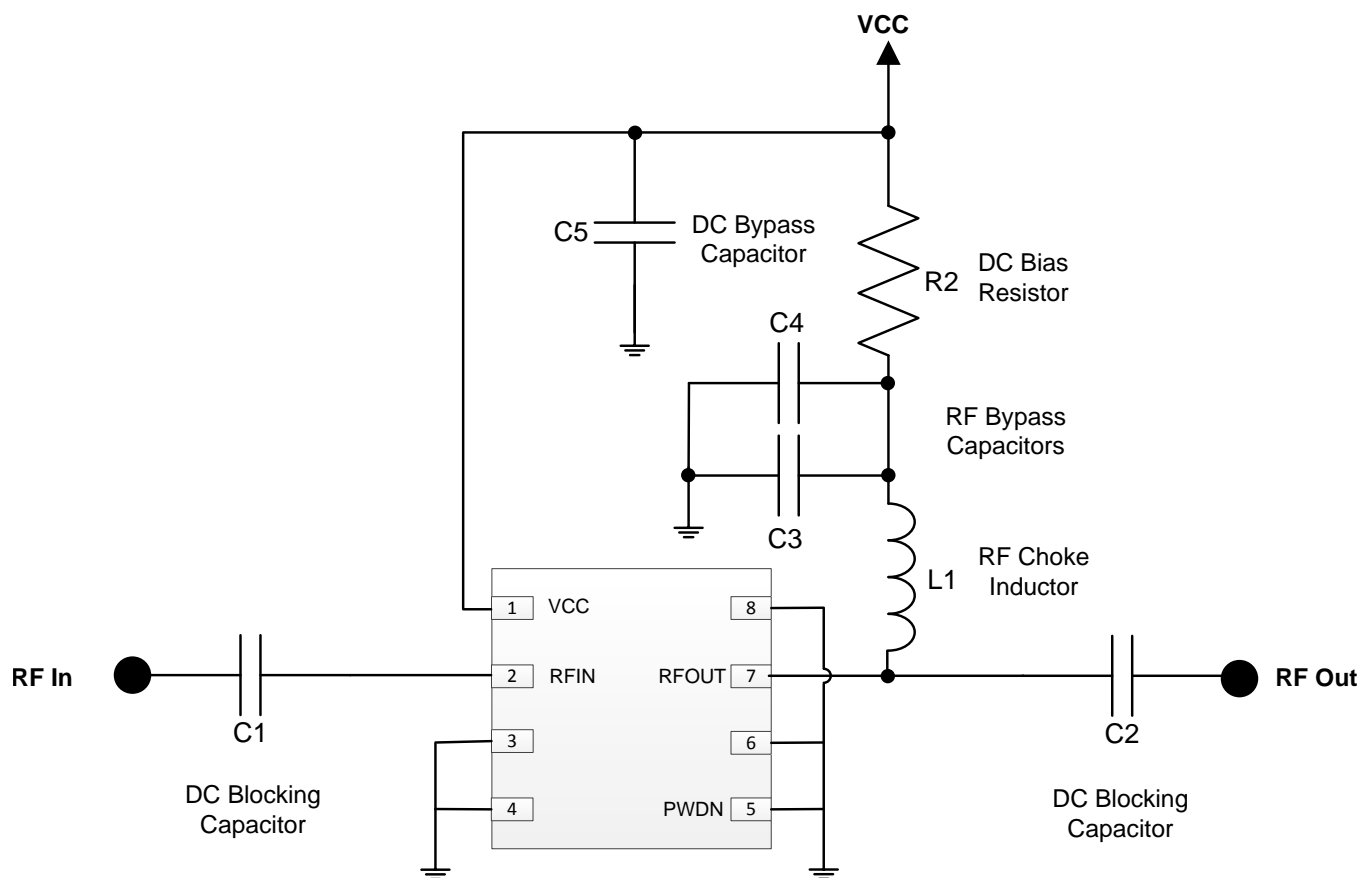 VCC
C5
DC Bypass
Capacitor
R2
DC Bias
Resistor
C4
RF Bypass
Capacitors
C3
L1
RF Choke
Inductor
1 VCC
8
RF In
2 RFIN
RFOUT 7
RF Out
C1
C2
3
6
DC Blocking
Capacitor
4
PWDN 5
DC Blocking
Capacitor